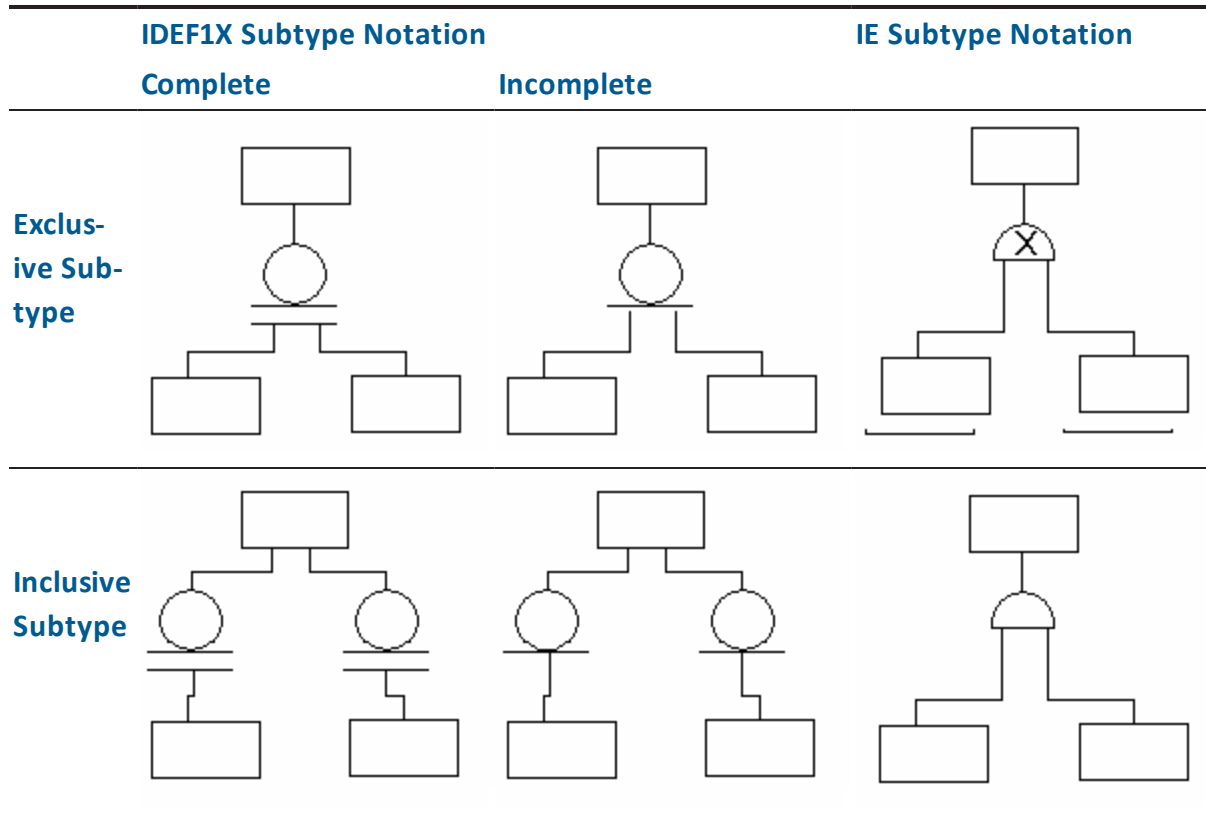 IDEF1X Subtype Notation IE Subtype Notation
Complete Incomplete
Exclus-
ive Sub-
type
X
Inclusive
Subtype